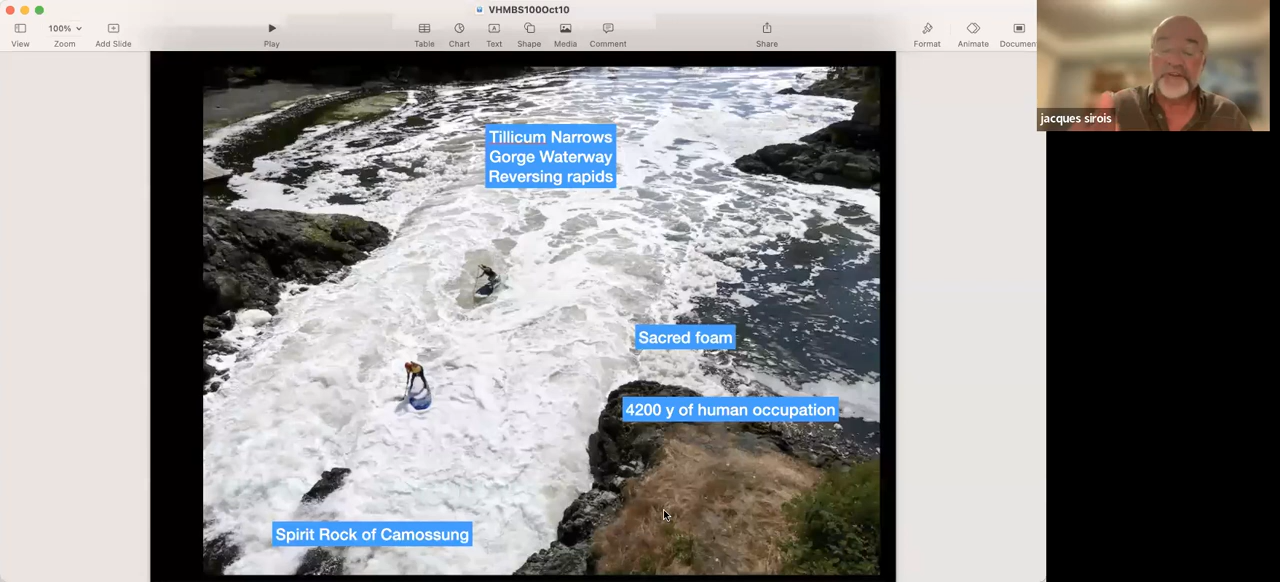 VHMBS100Oct10
100%
View
Zoom
Add Slide
Play
Table
Chart
Text
Shape
Media
Comment
Share
Format
Animate
Documen
jacques sirois
Tillicum Narrows
Gorge Waterway
Reversing rapids
Sacred foam
4200 y of human occupation
Spirit Rock of Camossung